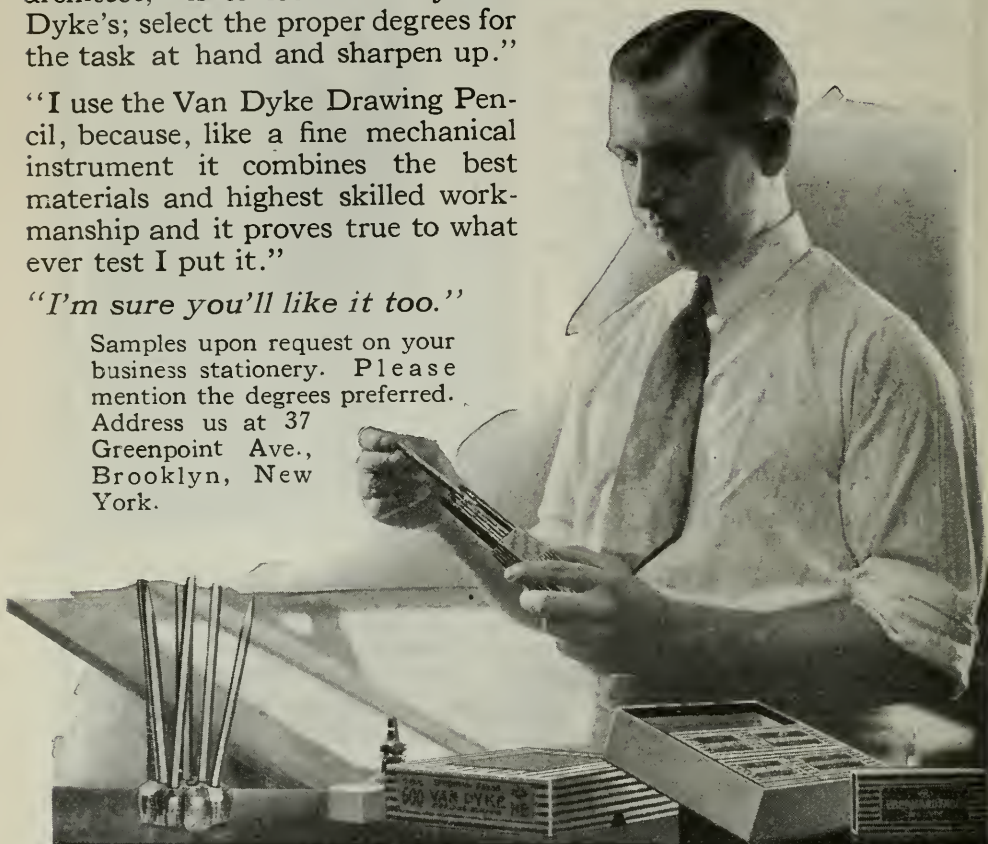 Dyke's; select the proper degrees for
the task at hand and sharpen up."
"I use the Van Dyke Drawing Pen-
cil, because, like a fine mechanical
instrument it combines the best
materials and highest skilled work-
manship and it proves true to what
ever test I put it."
"I'm sure you'll like it too."
Samples upon request on your
business stationery. Please
mention the degrees preferred.
Address us at 37
Greenpoint Ave.,
Brooklyn, New
York.
600 VAN DYKE HB